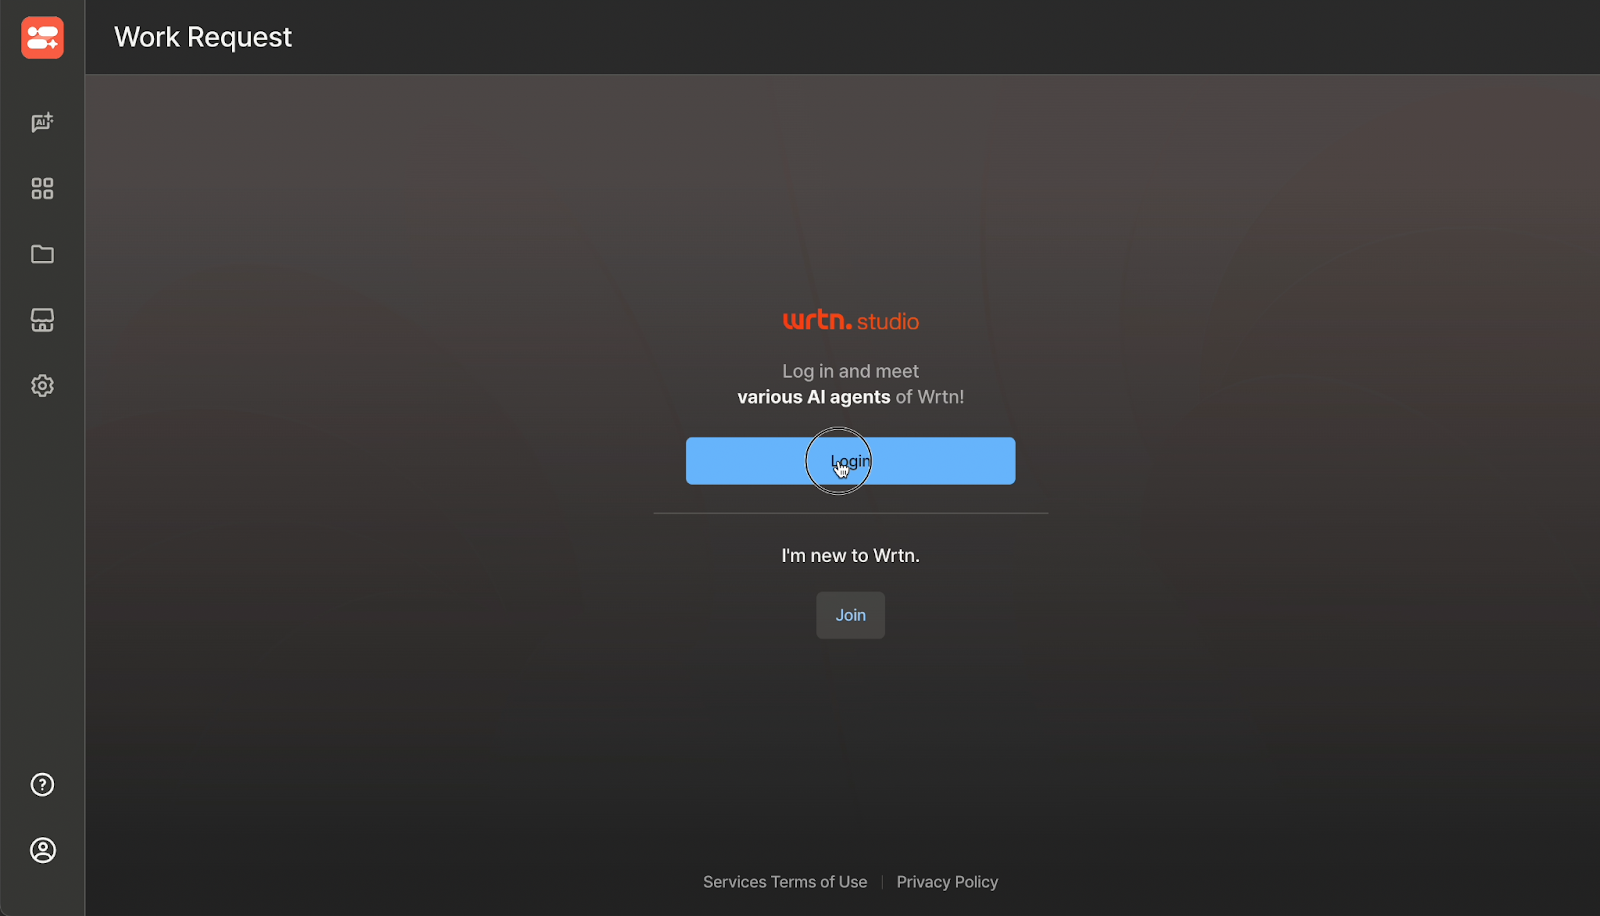 Work Request
AI
wrtn. studio
Log in and meet
various AI agents of Wrtn!
Login
I'm new to Wrtn.
Join
Services Terms of Use
Privacy Policy